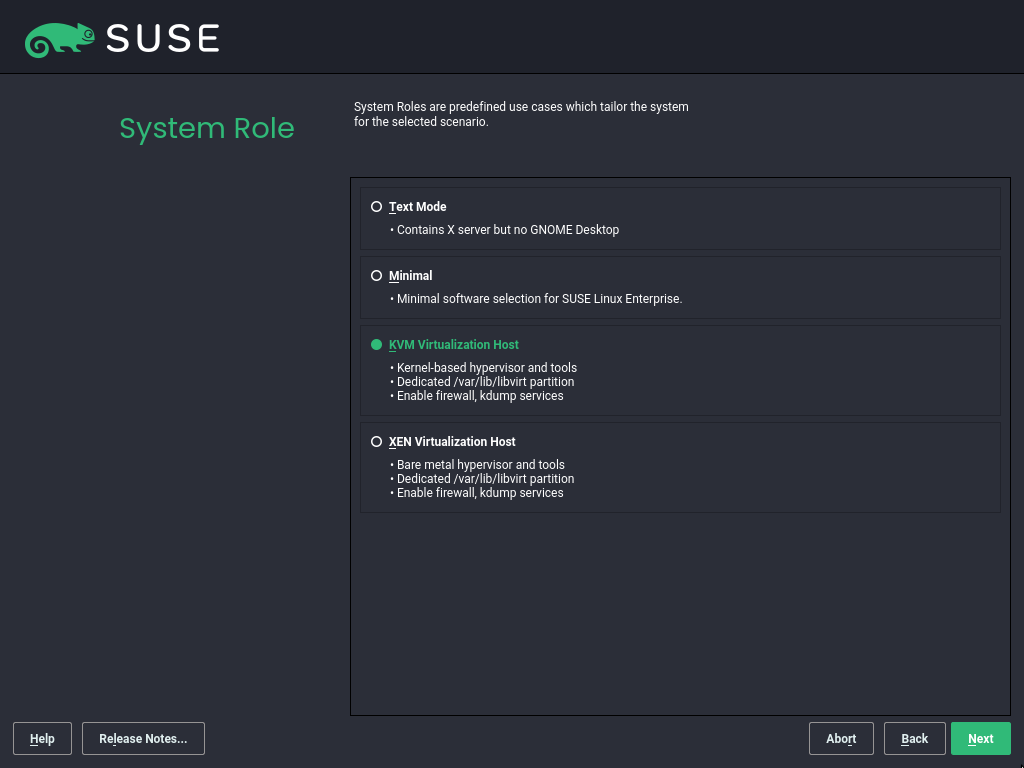 SUSE
System Role
System Roles are predefined use cases which tailor the system
for the selected scenario.
Text Mode
• Contains X server but no GNOME Desktop
Minimal
• Minimal software selection for SUSE Linux Enterprise.
KVM Virtualization Host
• Kernel-based hypervisor and tools
• Dedicated /var/lib/libvirt partition
• Enable firewall, kdump services
XEN Virtualization Host
• Bare metal hypervisor and tools
• Dedicated /var/lib/libvirt partition
• Enable firewall, kdump services
Help
Release Notes...
Abort
Back
Next